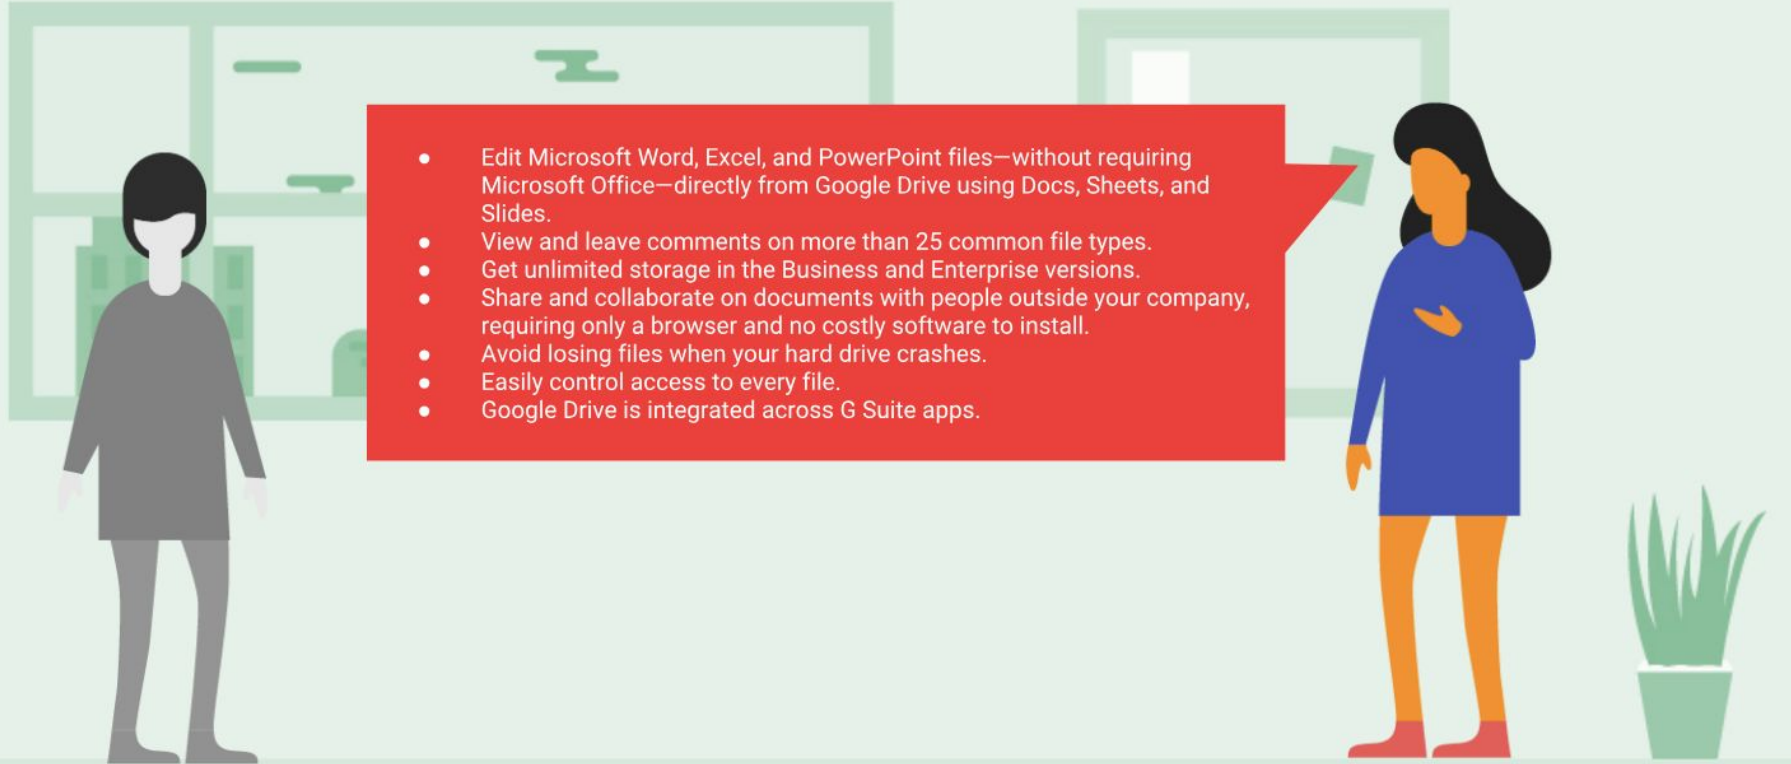 ● Edit Microsoft Word, Excel, and PowerPoint files—without requiring
Microsoft Office—directly from Google Drive using Docs, Sheets, and
Slides.
● View and leave comments on more than 25 common file types.
● Get unlimited storage in the Business and Enterprise versions.
● Share and collaborate on documents with people outside your company,
requiring only a browser and no costly software to install.
● Avoid losing files when your hard drive crashes.
● Easily control access to every file.
● Google Drive is integrated across G Suite apps.